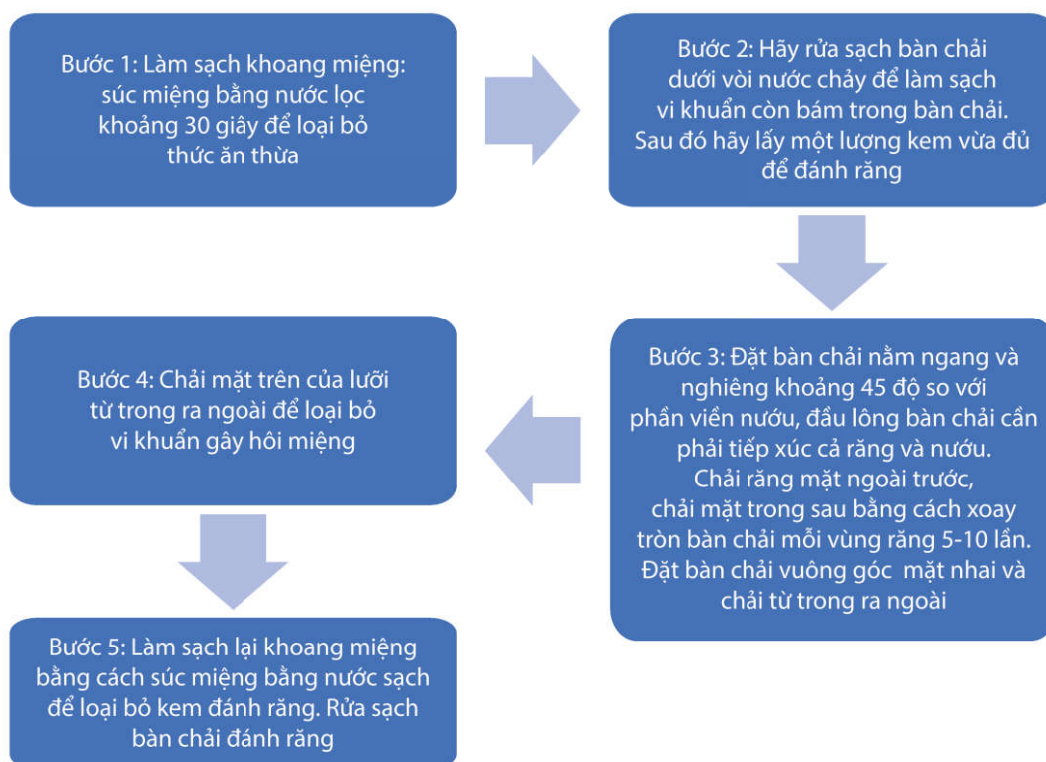 Bước 1: Làm sạch khoang miệng:
súc miệng bằng nước lọc
khoảng 30 giây để loại bỏ
thức ăn thừa
Bước 2: Hãy rửa sạch bàn chải
dưới vòi nước chảy để làm sạch
vi khuẩn còn bám trong bàn chải.
Sau đó hãy lấy một lượng kem vừa đủ
để đánh răng
Bước 3: Đặt bàn chải nằm ngang và
nghiêng khoảng 45 độ so với
phần viền nướu, đầu lông bàn chải cần
phải tiếp xúc cả răng và nướu.
Chải răng mặt ngoài trước,
chải mặt trong sau bằng cách xoay
tròn bàn chải mỗi vùng răng 5-10 lần.
Đặt bàn chải vuông góc mặt nhai và
chải từ trong ra ngoài
Bước 4: Chải mặt trên của lưỡi
từ trong ra ngoài để loại bỏ
vi khuẩn gây hôi miệng
Bước 5: Làm sạch lại khoang miệng
bằng cách súc miệng bằng nước sạch
để loại bỏ kem đánh răng. Rửa sạch
bàn chải đánh răng